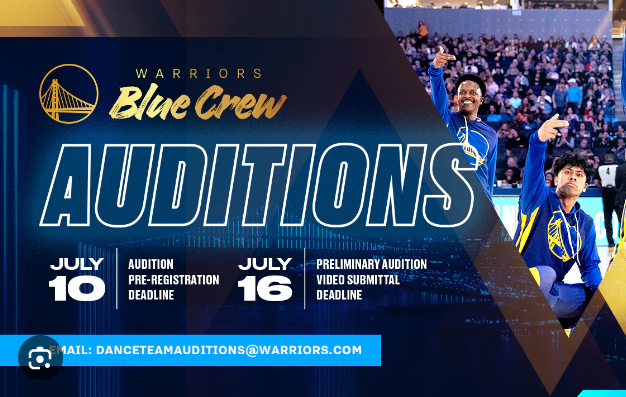 WARRIORS
Blue Crew
AUDITIONS
JULY
10
AUDITION
PRE-REGISTRATION
DEADLINE
JULY
16
PRELIMINARY AUDITION
VIDEO SUBMITTAL
DEADLINE
EMAIL: DANCETEAMAUDITIONS@WARRIORS.COM
4